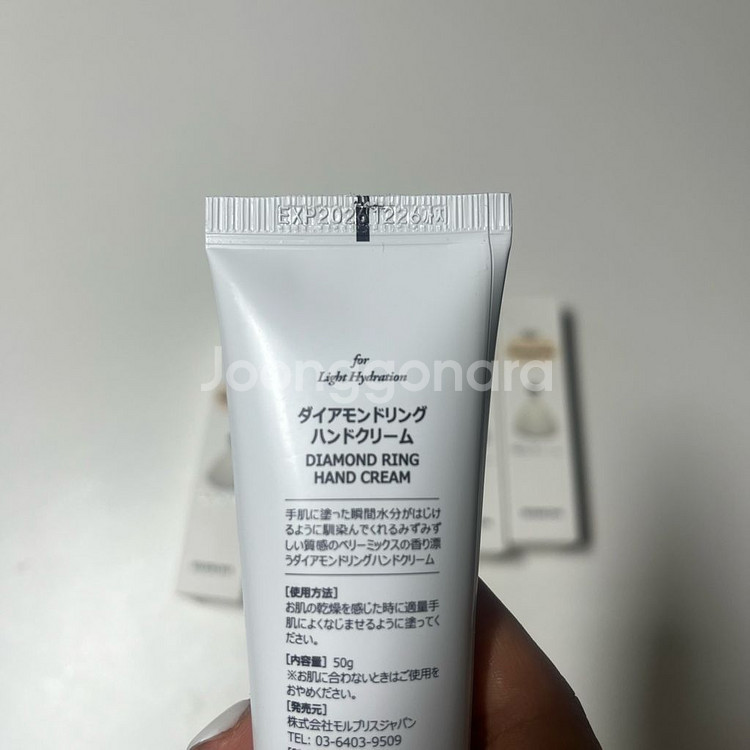 for
Light Hydration
Joonggonara
ダイアモンドリング
ハンドクリーム
DIAMOND RING
HAND CREAM
手肌に塗った瞬間水分がはじけ
るように馴染んでくれるみずみず
しい質感のベリーミックスの香り漂
うダイアモンドリングハンドクリーム
[使用方法]
お肌の乾燥を感じた時に適量手
肌によくなじませるように塗ってく
ださい。
[内容量] 50g
※お肌に合わないときはご使用を
おやめください。
[発売元]
株式会社モルブリスジャパン
TEL: 03-6403-9509